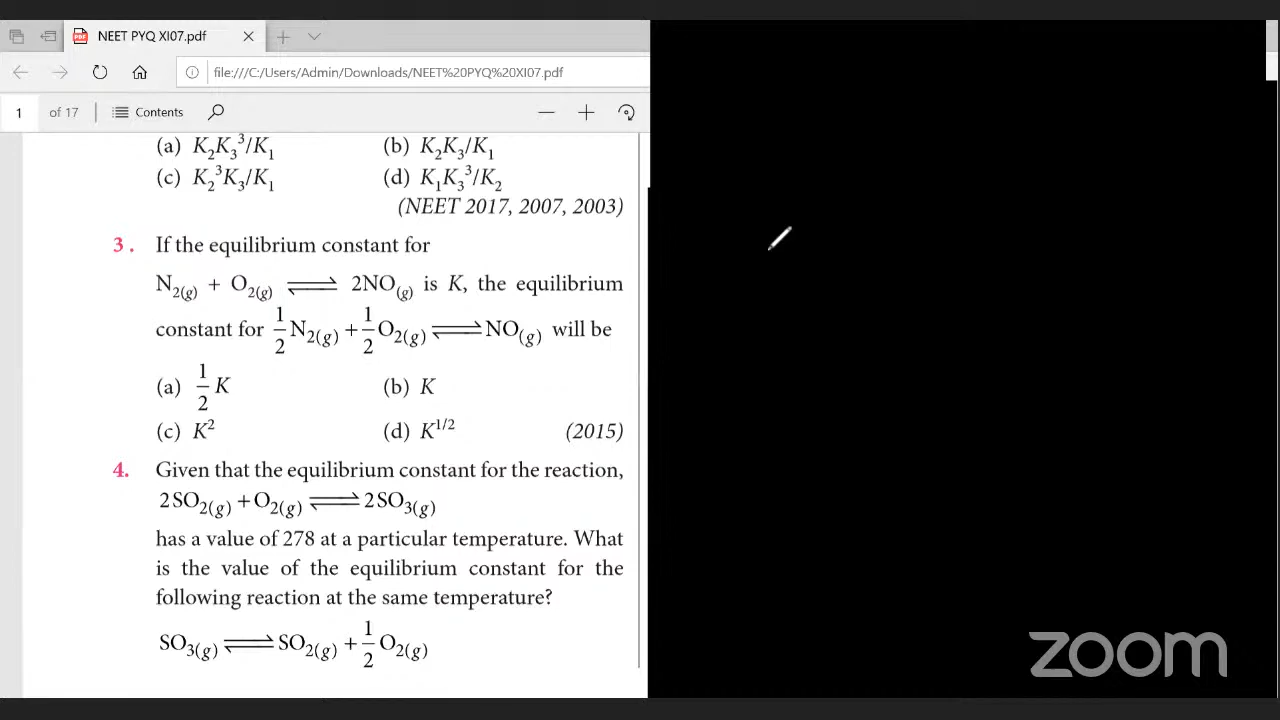 NEET PYQ XI07.pdf
file:///C:/Users/Admin/Downloads/NEET%20PYQ%20XI07.pdf
1 of 17 Contents
(a) K₂K₃³/K₁ (b) K₂K₃/K₁
(c) K₂³K₃/K₁ (d) K₁K₃³/K₂
(NEET 2017, 2007, 2003)
3. If the equilibrium constant for
N₂(g) + O₂(g) ⇌ 2NO(g) is K, the equilibrium
constant for 1/2 N₂(g) + 1/2 O₂(g) ⇌ NO(g) will be
(a) 1/2 K (b) K
(c) K² (d) K^1/2 (2015)
4. Given that the equilibrium constant for the reaction,
2SO₂(g) + O₂(g) ⇌ 2SO₃(g)
has a value of 278 at a particular temperature. What
is the value of the equilibrium constant for the
following reaction at the same temperature?
SO₃(g) ⇌ SO₂(g) + 1/2 O₂(g)
zoom